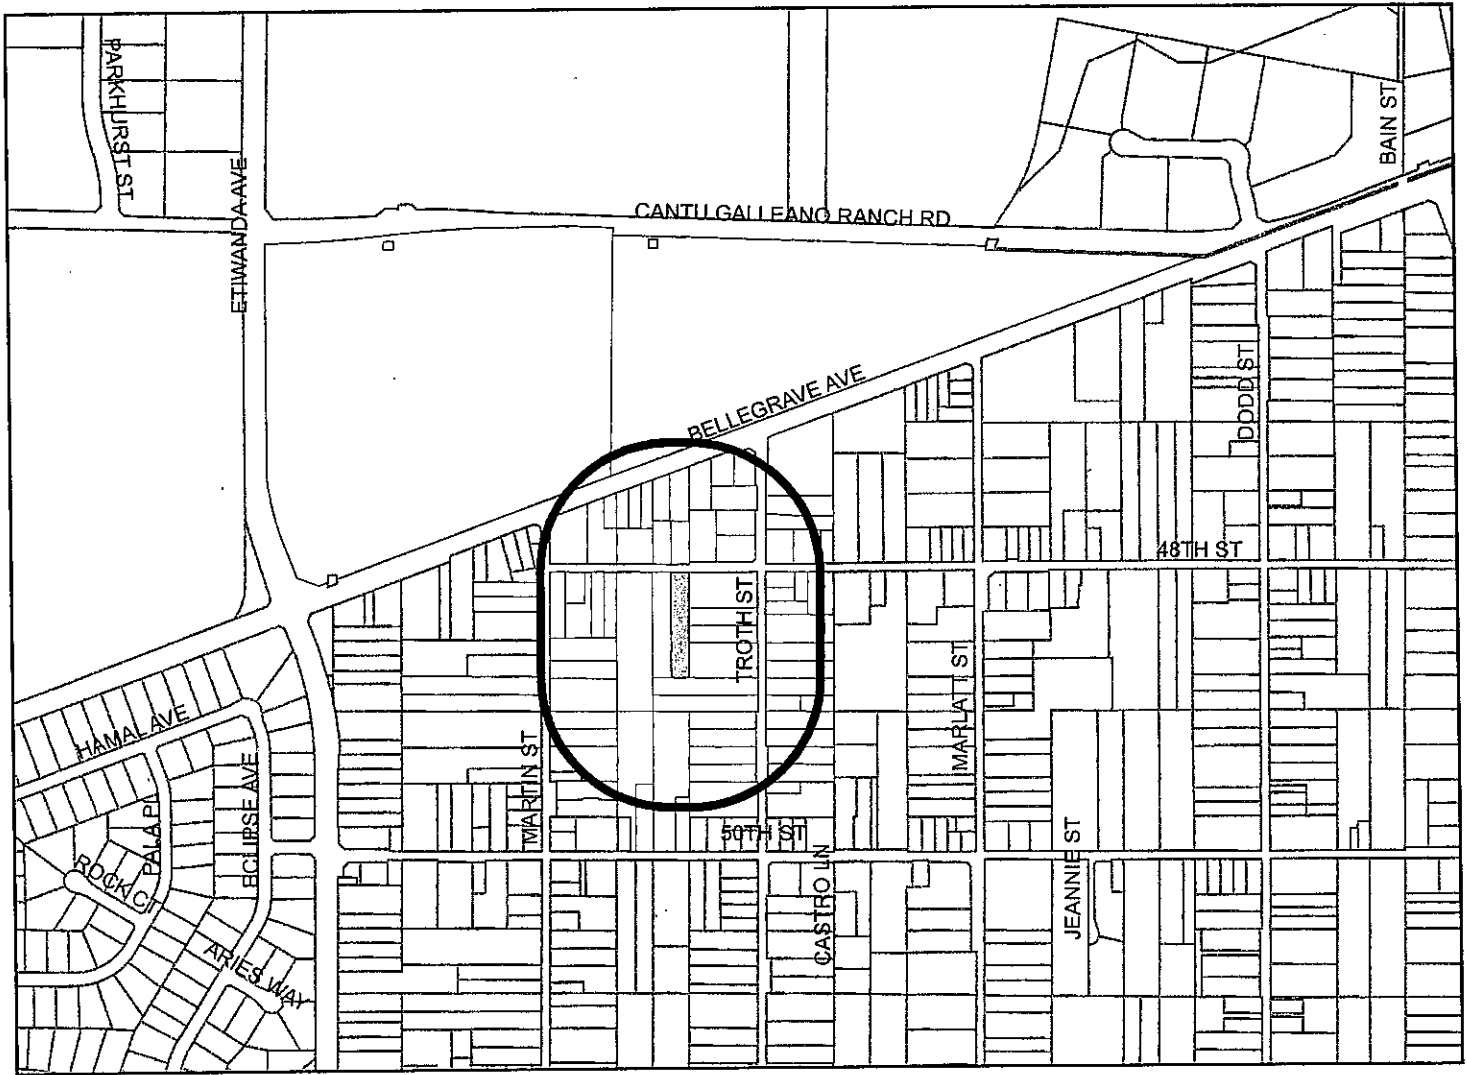 PARKHURST ST
BAIN ST
ETIWANDA AVE
CANTU GALLEANO RANCH RD
BELLEGRAVE AVE
DODD ST
48TH ST
TROTH ST
MARLATT ST
HAMAL AVE
MARTIN ST
ECLIPSE AVE
PALA PL
50TH ST
JEANNIE ST
ROCK CT
CASTRO LN
ARIES WAY